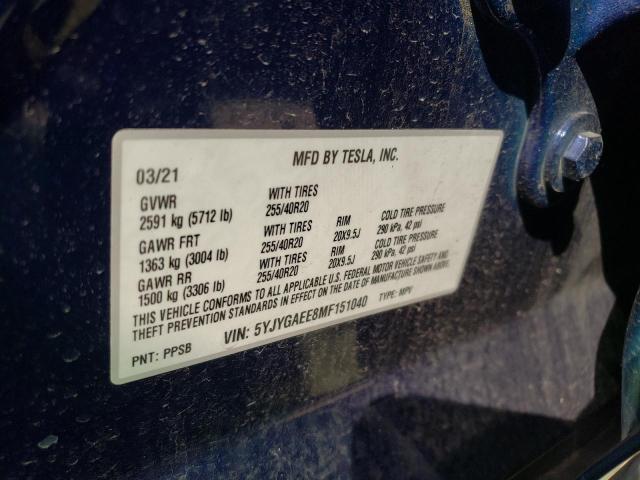 MFD BY TESLA, INC.
03/21
GVWR WITH TIRES
2591 kg (5712 lb) 255/40R20
GAWR FRT WITH TIRES RIM COLD TIRE PRESSURE
1363 kg (3004 lb) 255/40R20 20X9.5J 290 kPa, 42 psi
GAWR RR WITH TIRES RIM COLD TIRE PRESSURE
1500 kg (3306 lb) 255/40R20 20X9.5J 290 kPa, 42 psi
THIS VEHICLE CONFORMS TO ALL APPLICABLE U.S. FEDERAL MOTOR VEHICLE SAFETY AND
THEFT PREVENTION STANDARDS IN EFFECT ON THE DATE OF MANUFACTURE SHOWN ABOVE.
VIN: 5YJYGAEE8MF151040 TYPE: MPV
PNT: PPSB